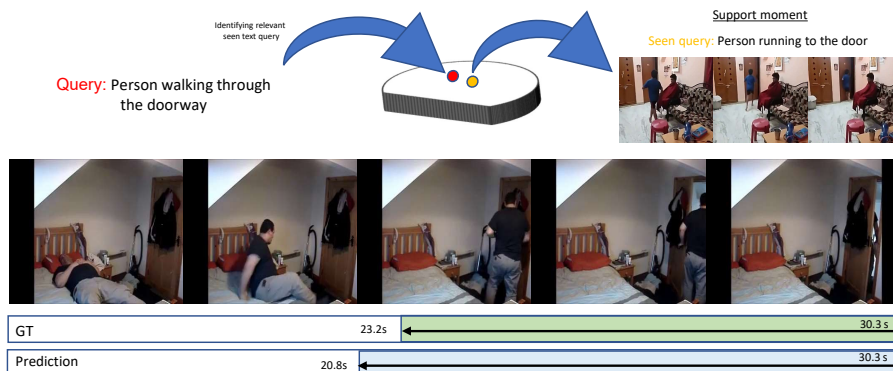 Identifying relevant
seen text query
Support moment
Seen query: Person running to the door
Query: Person walking through
the doorway
GT
23.2s
30.3 s
Prediction
20.8s
30.3 s